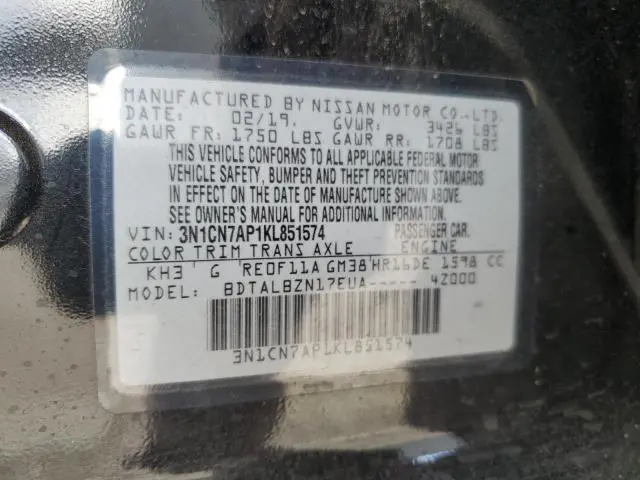 MANUFACTURED BY NISSAN MOTOR CO.,LTD.
DATE: 02/19. GVWR: 3426 LBS
GAWR FR: 1750 LBS GAWR RR: 1708 LBS
THIS VEHICLE CONFORMS TO ALL APPLICABLE FEDERAL MOTOR
VEHICLE SAFETY, BUMPER AND THEFT PREVENTION STANDARDS
IN EFFECT ON THE DATE OF MANUFACTURE SHOWN ABOVE.
SEE OWNER'S MANUAL FOR ADDITIONAL INFORMATION.
VIN: 3N1CN7AP1KL851574 PASSENGER CAR.
COLOR TRIM TRANS AXLE ENGINE
KH3 G RE0F11A GM38 HR16DE 1598 CC
MODEL: BDTALBZN17EUA----- 4Z000
3N1CN7AP1KL851574